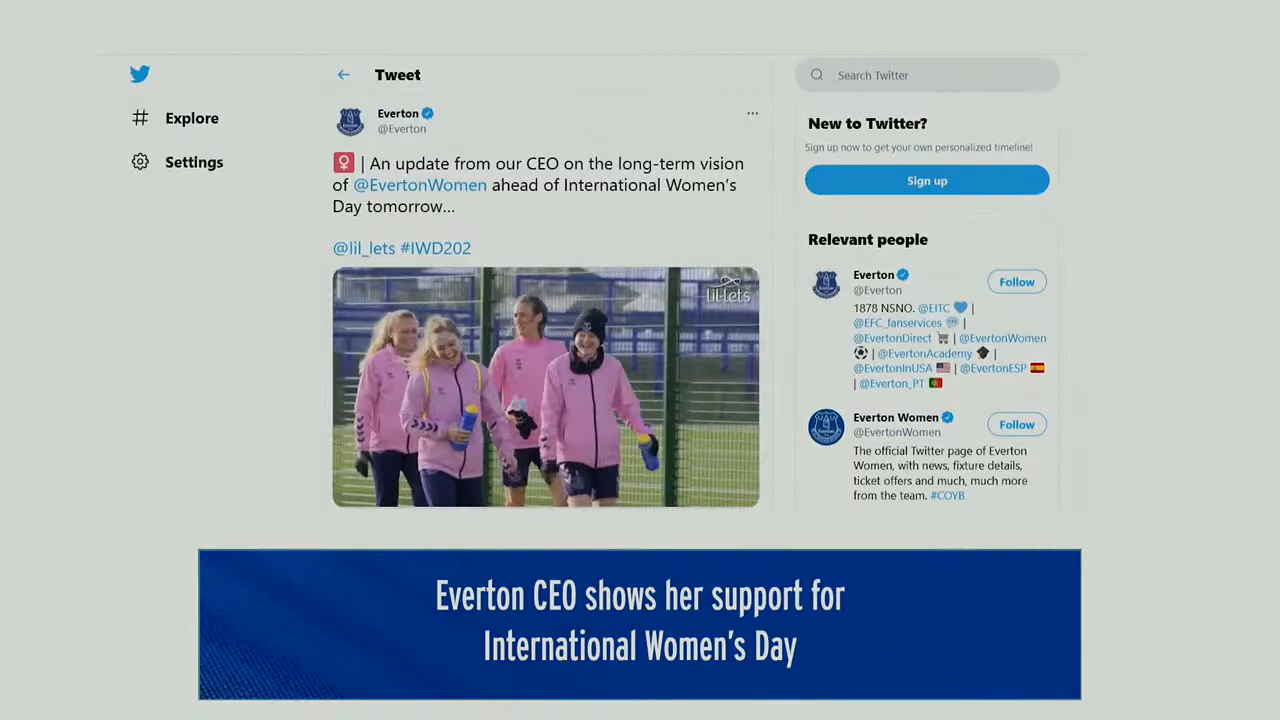 Tweet
Explore
Settings
Everton
@Everton
| An update from our CEO on the long-term vision
of @EvertonWomen ahead of International Women’s
Day tomorrow...
@lil_lets #IWD202
lil-lets
Search Twitter
New to Twitter?
Sign up now to get your own personalized timeline!
Sign up
Relevant people
Everton
@Everton
Follow
1878 NSNO. @EITC 💙 |
@EFC_fanservices 💬 |
@EvertonDirect 🛒 | @EvertonWomen
⚽ | @EvertonAcademy 🎓 |
@EvertonInUSA 🇺🇸 | @EvertonESP 🇪🇸
| @Everton_PT 🇵🇹
Everton Women
@EvertonWomen
Follow
The official Twitter page of Everton
Women, with news, fixture details,
ticket offers and much, much more
from the team. #COYB
Everton CEO shows her support for
International Women’s Day